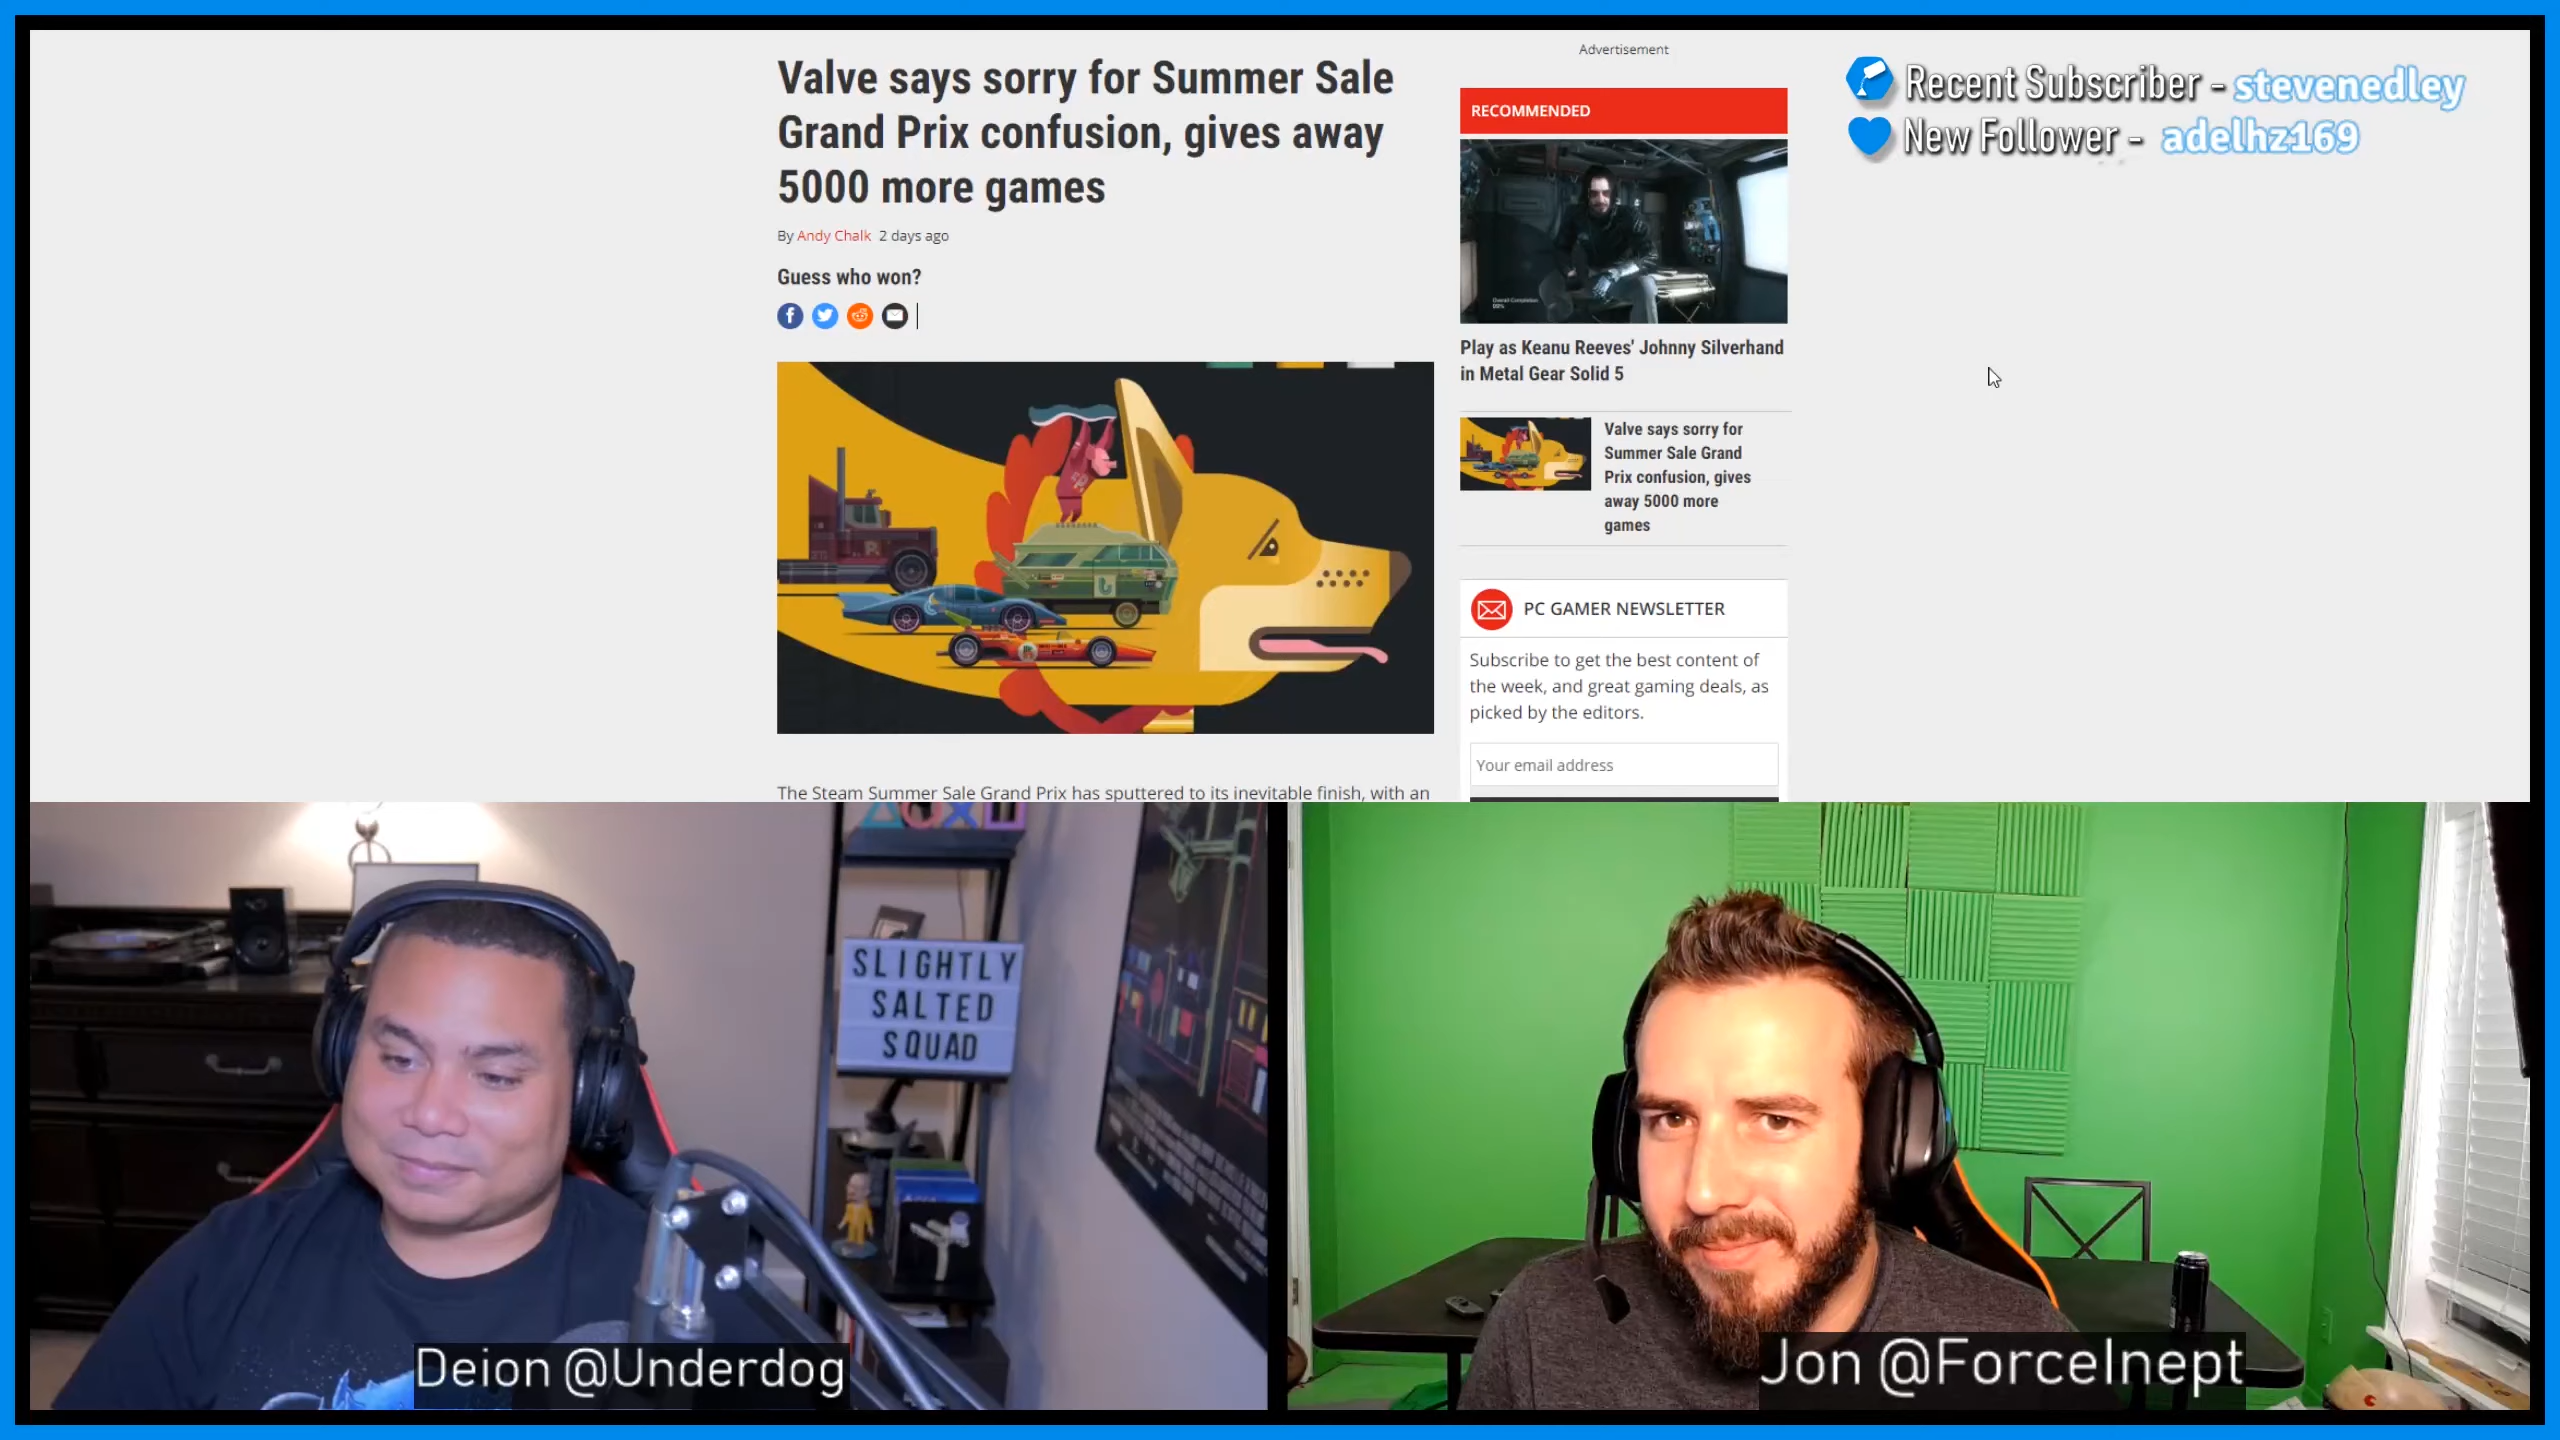 Valve says sorry for Summer Sale
Grand Prix confusion, gives away
5000 more games
By Andy Chalk 2 days ago
Guess who won?
The Steam Summer Sale Grand Prix has sputtered to its inevitable finish, with an
Advertisement
RECOMMENDED
Play as Keanu Reeves' Johnny Silverhand
in Metal Gear Solid 5
Valve says sorry for
Summer Sale Grand
Prix confusion, gives
away 5000 more
games
PC GAMER NEWSLETTER
Subscribe to get the best content of
the week, and great gaming deals, as
picked by the editors.
Your email address
Recent Subscriber - stevenedley
New Follower - adelhz169
SLIGHTLY
SALTED
SQUAD
Deion @Underdog
Jon @ForceInept